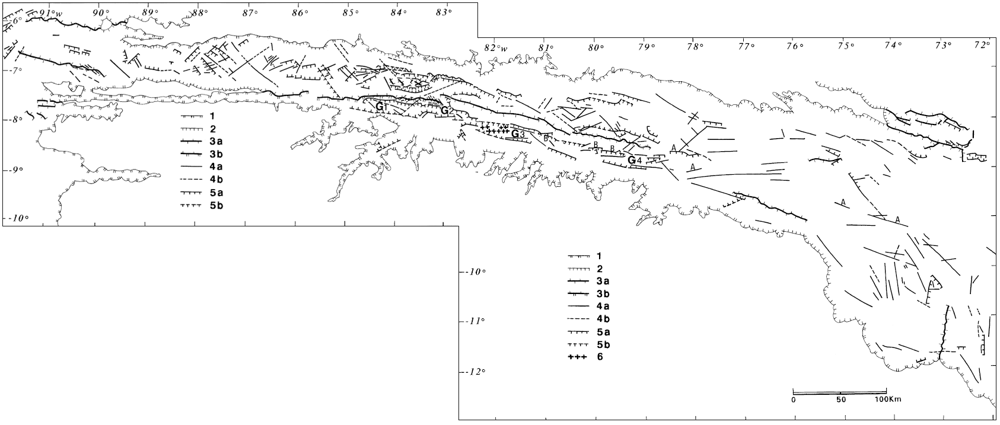 91°w 90° 89° 88° 87° 86° 85° 84° 83°
-6°
82°w 81° 80° 79° 78° 77° 76° 75° 74° 73° 72°
-7°
G1
G2
-8°
G3
B
B
B
A
G4
A
-9°
1
2
3a
3b
4a
4b
5a
5b
A
A
-10°
1
2
3a
3b
4a
4b
5a
5b
6
-10°
-11°
-12°
0 50 100Km